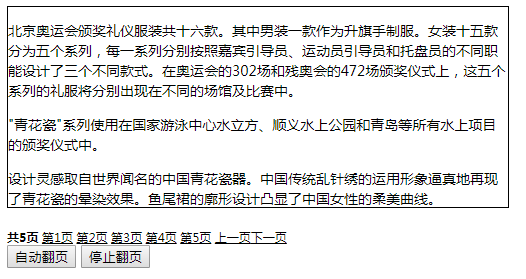 北京奥运会颁奖礼仪服装共十六款。其中男装一款作为升旗手制服。女装十五款
分为五个系列，每一系列分别按照嘉宾引导员、运动员引导员和托盘员的不同职
能设计了三个不同款式。在奥运会的302场和残奥会的472场颁奖仪式上，这五个
系列的礼服将分别出现在不同的场馆及比赛中。
"青花瓷"系列使用在国家游泳中心水立方、顺义水上公园和青岛等所有水上项目
的颁奖仪式中。
设计灵感取自世界闻名的中国青花瓷器。中国传统乱针绣的运用形象逼真地再现
了青花瓷的晕染效果。鱼尾裙的廓形设计凸显了中国女性的柔美曲线。
共5页 第1页 第2页 第3页 第4页 第5页 上一页下一页
自动翻页 停止翻页